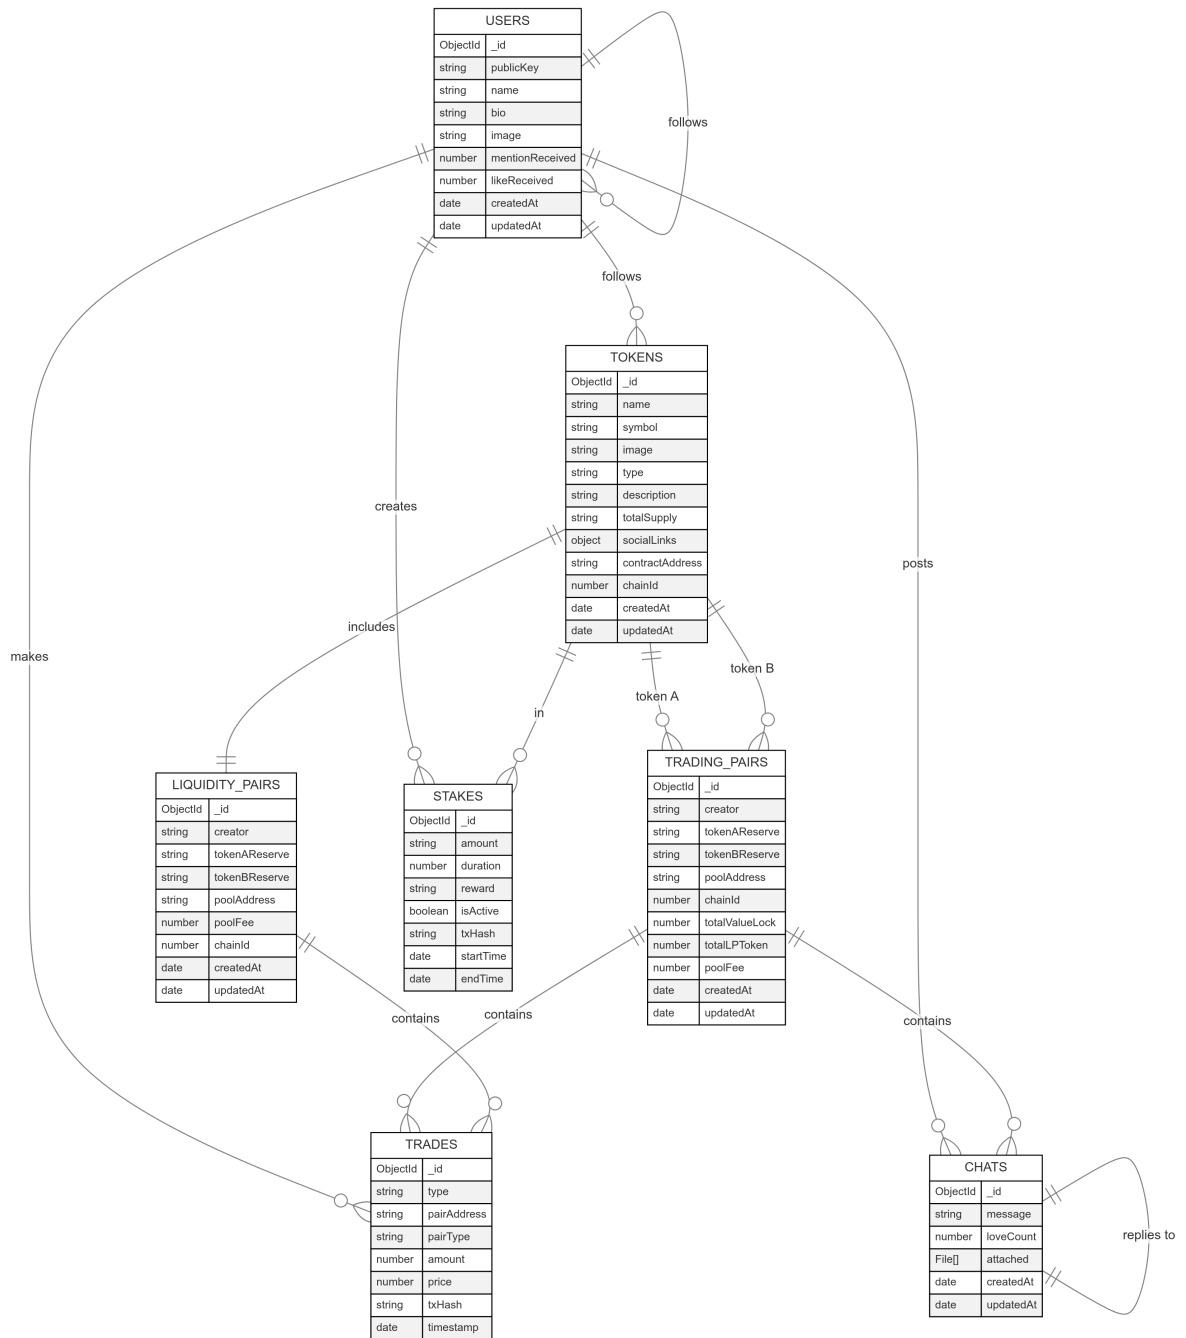 USERS
ObjectId _id
string publicKey
string name
string bio
string image
number mentionReceived
number likeReceived
date createdAt
date updatedAt
follows
follows
TOKENS
ObjectId _id
string name
string symbol
string image
string type
string description
string totalSupply
object socialLinks
string contractAddress
number chainId
date createdAt
date updatedAt
creates
posts
includes
makes
token B
token A
in
LIQUIDITY_PAIRS
ObjectId _id
string creator
string tokenAReserve
string tokenBReserve
string poolAddress
number poolFee
number chainId
date createdAt
date updatedAt
STAKES
ObjectId _id
string amount
number duration
string reward
boolean isActive
string txHash
date startTime
date endTime
TRADING_PAIRS
ObjectId _id
string creator
string tokenAReserve
string tokenBReserve
string poolAddress
number chainId
number totalValueLock
number totalLPToken
number poolFee
date createdAt
date updatedAt
contains
contains
contains
TRADES
ObjectId _id
string type
string pairAddress
string pairType
number amount
number price
string txHash
date timestamp
CHATS
ObjectId _id
string message
number loveCount
File[] attached
date createdAt
date updatedAt
replies to